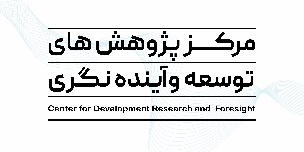 مرکز پژوهش های
توسعه و آینده نگری
Center for Development Research and Foresight